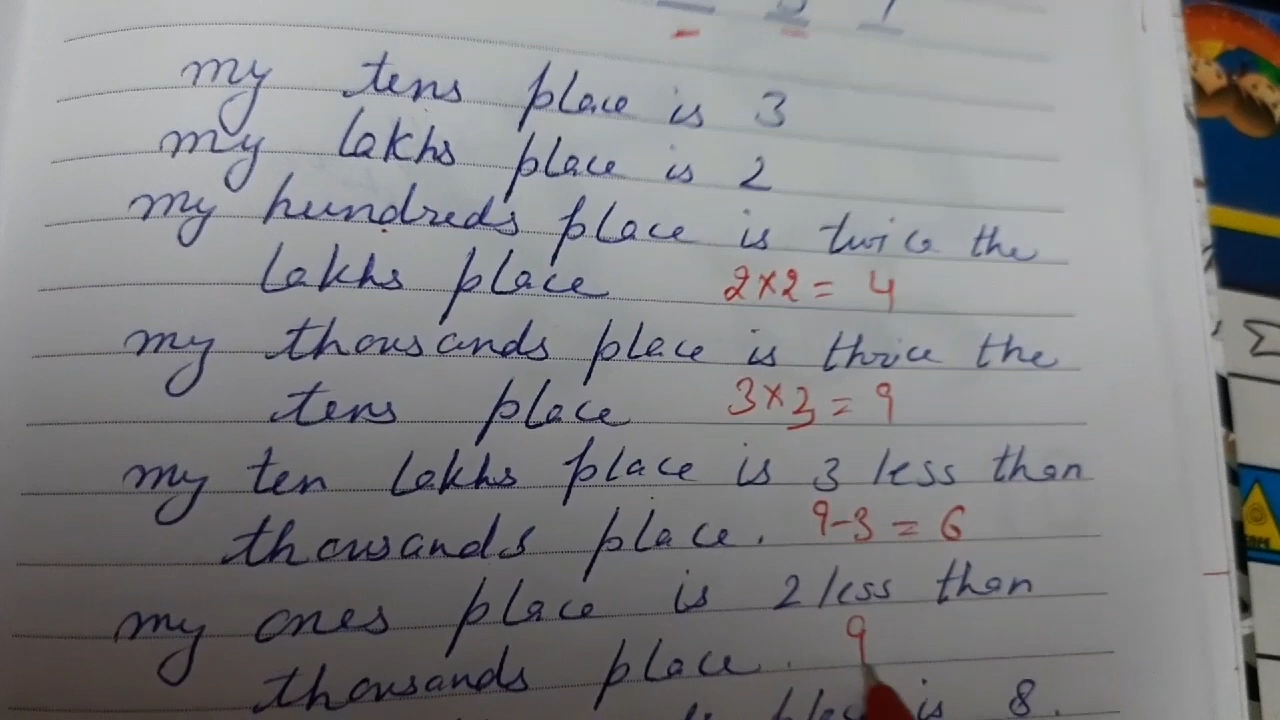 my tens place is 3
my lakhs place is 2
my hundreds place is twice the
lakhs place 2×2 = 4
my thousands place is thrice the
tens place 3×3 = 9
my ten lakhs place is 3 less than
thousands place. 9-3 = 6
my ones place is 2 less than
thousands place. 9
place is 8.